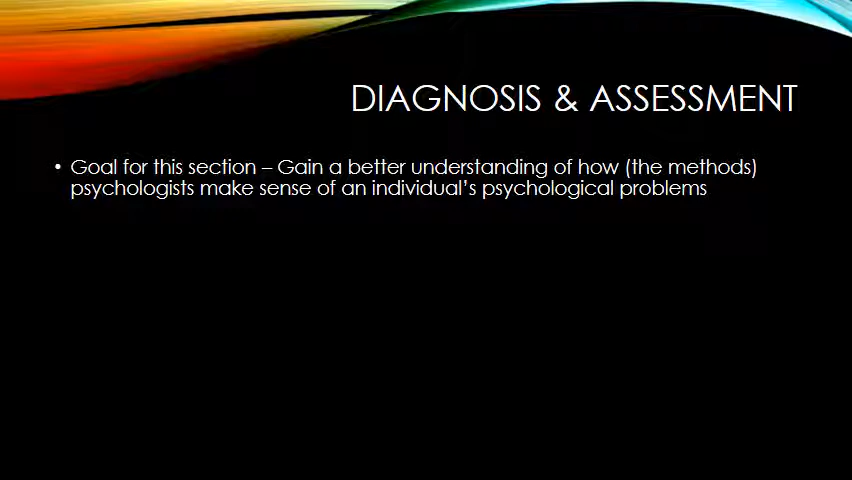 DIAGNOSIS & ASSESSMENT
• Goal for this section – Gain a better understanding of how (the methods)
psychologists make sense of an individual's psychological problems